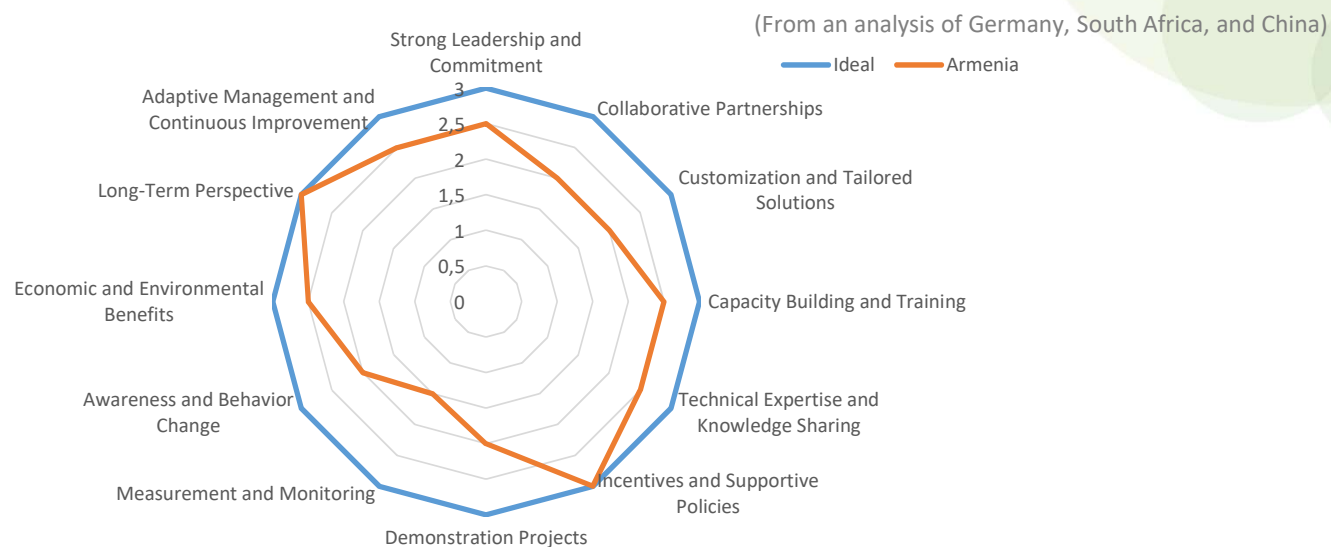 (From an analysis of Germany, South Africa, and China)
Ideal
Armenia
Strong Leadership and
Commitment
Collaborative Partnerships
Customization and Tailored
Solutions
Capacity Building and Training
Technical Expertise and
Knowledge Sharing
Incentives and Supportive
Policies
Demonstration Projects
Measurement and Monitoring
Awareness and Behavior
Change
Economic and Environmental
Benefits
Long-Term Perspective
Adaptive Management and
Continuous Improvement
3
2,5
2
1,5
1
0,5
0